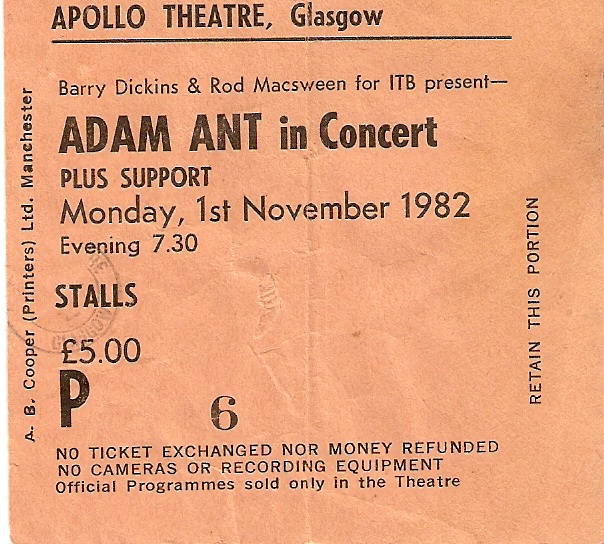 APOLLO THEATRE, Glasgow
Barry Dickins & Rod Macsween for ITB present—
ADAM ANT in Concert
PLUS SUPPORT
Monday, 1st November 1982
Evening 7.30
STALLS
£5.00
P 6
NO TICKET EXCHANGED NOR MONEY REFUNDED
NO CAMERAS OR RECORDING EQUIPMENT
Official Programmes sold only in the Theatre
A. B. Cooper (Printers) Ltd. Manchester
RETAIN THIS PORTION